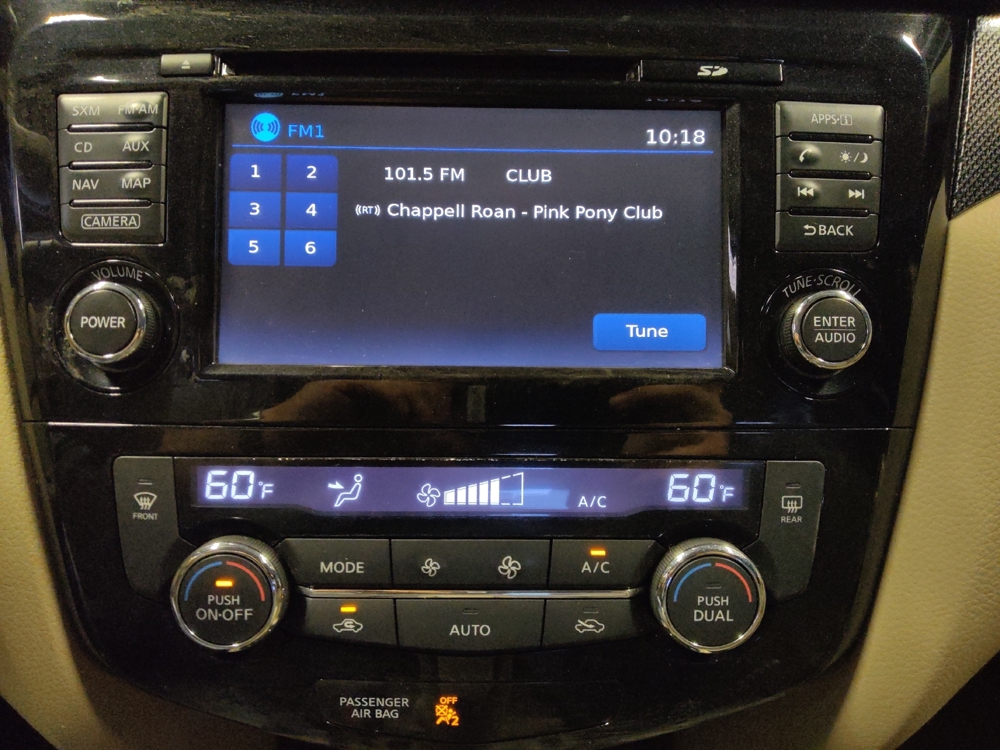 SD
SXM FM·AM
CD AUX
NAV MAP
CAMERA
VOLUME
POWER
FM1
10:18
1 2
3 4
5 6
101.5 FM CLUB
((RT)) Chappell Roan - Pink Pony Club
Tune
APPS·i
BACK
TUNE·SCROLL
ENTER
AUDIO
60°F
A/C
60°F
FRONT
REAR
MODE
A/C
PUSH
ON·OFF
AUTO
PUSH
DUAL
PASSENGER
AIR BAG
OFF
2